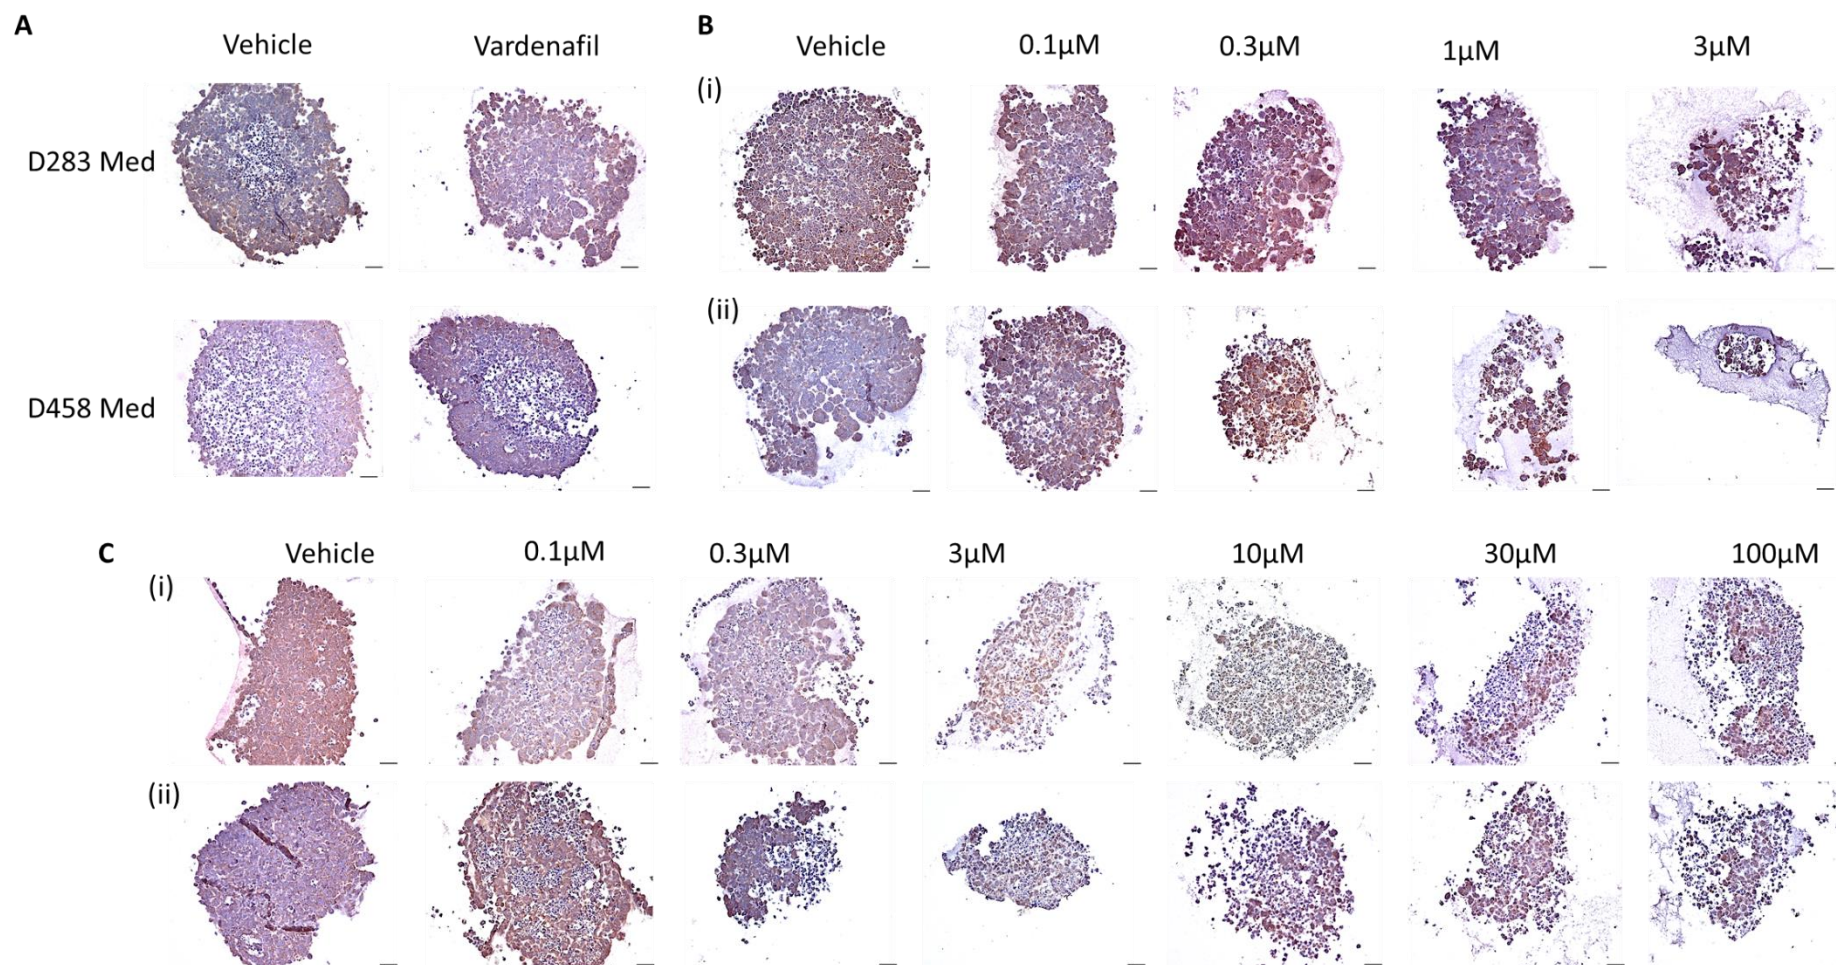 A
B
Vehicle
Vardenafil
Vehicle
0.1µM
0.3µM
1µM
3µM
(i)
D283 Med
(ii)
D458 Med
C
Vehicle
0.1µM
0.3µM
3µM
10µM
30µM
100µM
(i)
(ii)